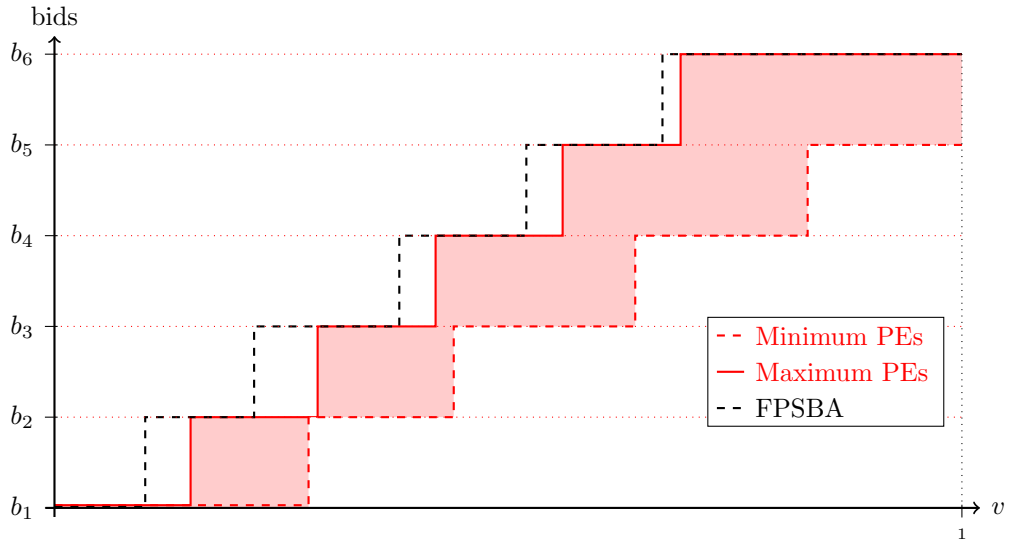 bids
b₆
b₅
b₄
b₃
b₂
b₁
Minimum PEs
Maximum PEs
FPSBA
v
1